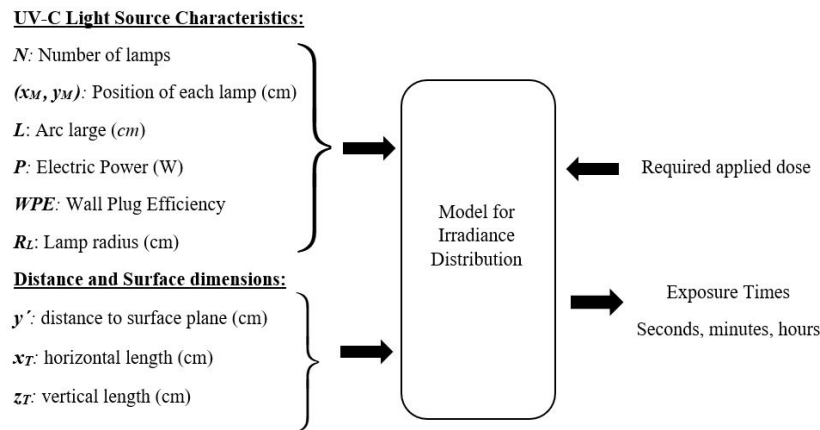 UV-C Light Source Characteristics:
N: Number of lamps
(xM, yM): Position of each lamp (cm)
L: Arc large (cm)
P: Electric Power (W)
WPE: Wall Plug Efficiency
RL: Lamp radius (cm)
Distance and Surface dimensions:
y´: distance to surface plane (cm)
xT: horizontal length (cm)
zT: vertical length (cm)
Model for
Irradiance
Distribution
Required applied dose
Exposure Times
Seconds, minutes, hours